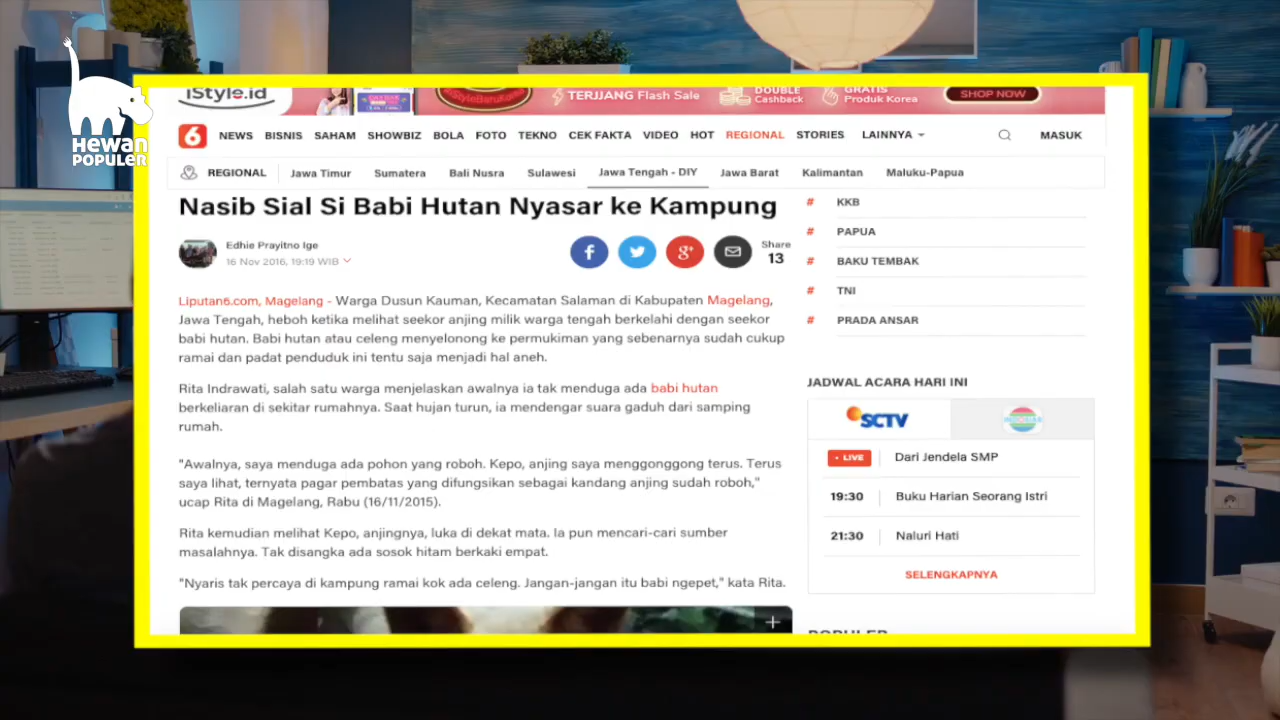 iStyle.id
TERJJANG Flash Sale
DOUBLE
Cashback
GRATIS
Produk Korea
SHOP NOW
HEWAN
POPULER
6
NEWS BISNIS SAHAM SHOWBIZ BOLA FOTO TEKNO CEK FAKTA VIDEO HOT REGIONAL STORIES LAINNYA
MASUK
REGIONAL Jawa Timur Sumatera Bali Nusra Sulawesi Jawa Tengah - DIY Jawa Barat Kalimantan Maluku-Papua
Nasib Sial Si Babi Hutan Nyasar ke Kampung
Edhie Prayitno Ige
16 Nov 2016, 19:19 WIB
Share
13
Liputan6.com, Magelang - Warga Dusun Kauman, Kecamatan Salaman di Kabupaten Magelang,
Jawa Tengah, heboh ketika melihat seekor anjing milik warga tengah berkelahi dengan seekor
babi hutan. Babi hutan atau celeng menyelonong ke permukiman yang sebenarnya sudah cukup
ramai dan padat penduduk ini tentu saja menjadi hal aneh.
Rita Indrawati, salah satu warga menjelaskan awalnya ia tak menduga ada babi hutan
berkeliaran di sekitar rumahnya. Saat hujan turun, ia mendengar suara gaduh dari samping
rumah.
"Awalnya, saya menduga ada pohon yang roboh. Kepo, anjing saya menggonggong terus. Terus
saya lihat, ternyata pagar pembatas yang difungsikan sebagai kandang anjing sudah roboh,"
ucap Rita di Magelang, Rabu (16/11/2015).
Rita kemudian melihat Kepo, anjingnya, luka di dekat mata. Ia pun mencari-cari sumber
masalahnya. Tak disangka ada sosok hitam berkaki empat.
"Nyaris tak percaya di kampung ramai kok ada celeng. Jangan-jangan itu babi ngepet," kata Rita.
# KKB
# PAPUA
# BAKU TEMBAK
# TNI
# PRADA ANSAR
JADWAL ACARA HARI INI
SCTV
LIVE Dari Jendela SMP
19:30 Buku Harian Seorang Istri
21:30 Naluri Hati
SELENGKAPNYA
POPULER